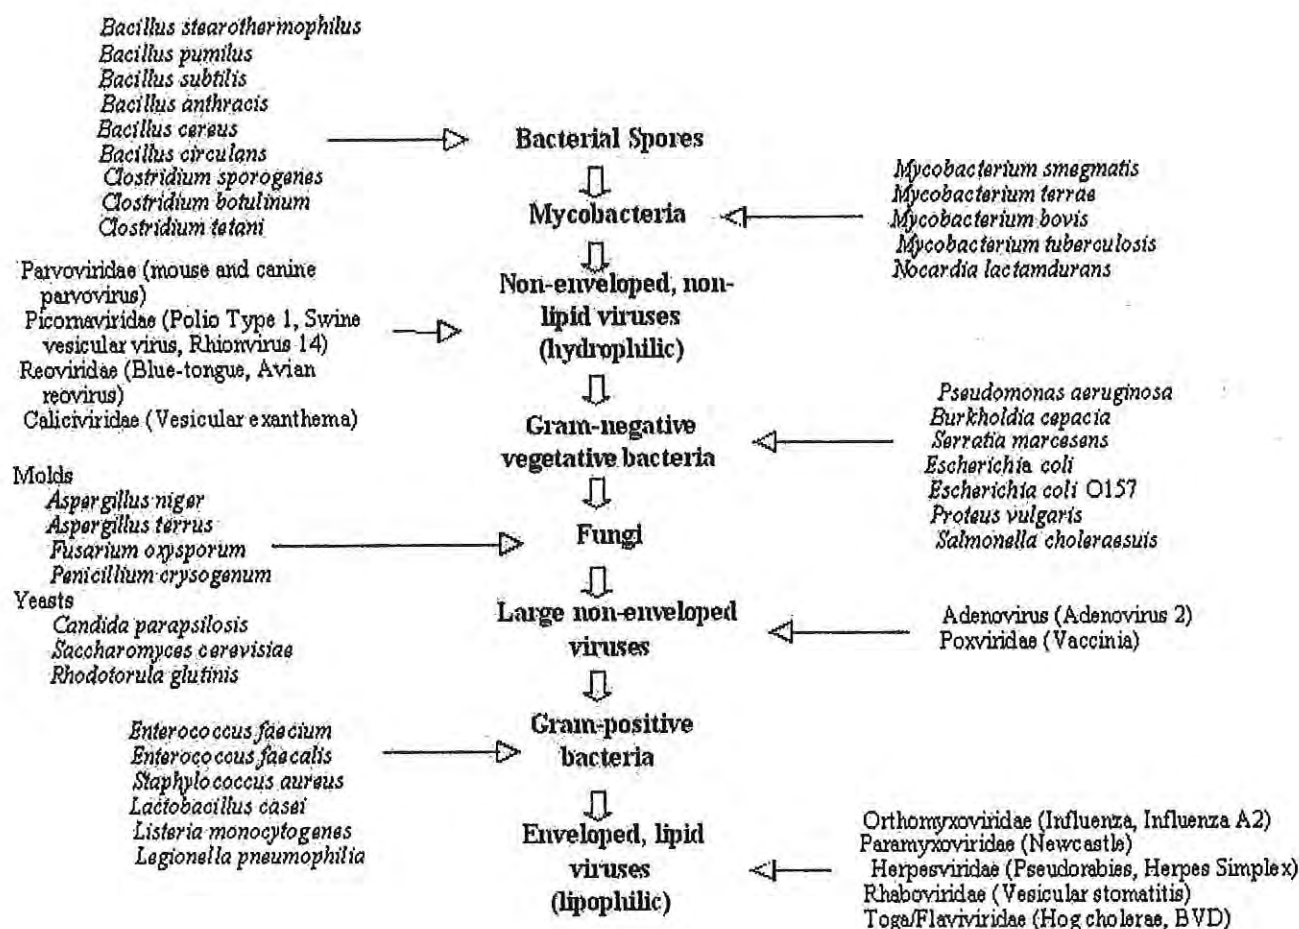 Bacillus stearothermophilus
Bacillus pumilus
Bacillus subtilis
Bacillus anthracis
Bacillus cereus
Bacillus circulans
Clostridium sporogenes
Clostridium botulinum
Clostridium tetani
Bacterial Spores
Mycobacteria
Mycobacterium smegmatis
Mycobacterium terrae
Mycobacterium bovis
Mycobacterium tuberculosis
Nocardia lactamdurans
Parvoviridae (mouse and canine
parvovirus)
Picornaviridae (Polio Type 1, Swine
vesicular virus, Rhionvirus 14)
Reoviridae (Blue-tongue, Avian
reovirus)
Caliciviridae (Vesicular exanthema)
Non-enveloped, non-
lipid viruses
(hydrophilic)
Gram-negative
vegetative bacteria
Pseudomonas aeruginosa
Burkholdia cepacia
Serratia marcesens
Escherichia coli
Escherichia coli O157
Proteus vulgaris
Salmonella choleraesuis
Molds
Aspergillus niger
Aspergillus terrus
Fusarium oxysporum
Penicillium crysogenum
Yeasts
Candida parapsilosis
Saccharomyces cerevisiae
Rhodotorula glutinis
Fungi
Large non-enveloped
viruses
Adenovirus (Adenovirus 2)
Poxviridae (Vaccinia)
Enterococcus faecium
Enterococcus faecalis
Staphylococcus aureus
Lactobacillus casei
Listeria monocytogenes
Legionella pneumophilia
Gram-positive
bacteria
Enveloped, lipid
viruses
(lipophilic)
Orthomyxoviridae (Influenza, Influenza A2)
Paramyxoviridae (Newcastle)
Herpesviridae (Pseudorabies, Herpes Simplex)
Rhaboviridae (Vesicular stomatitis)
Toga/Flaviviridae (Hog cholerae, BVD)